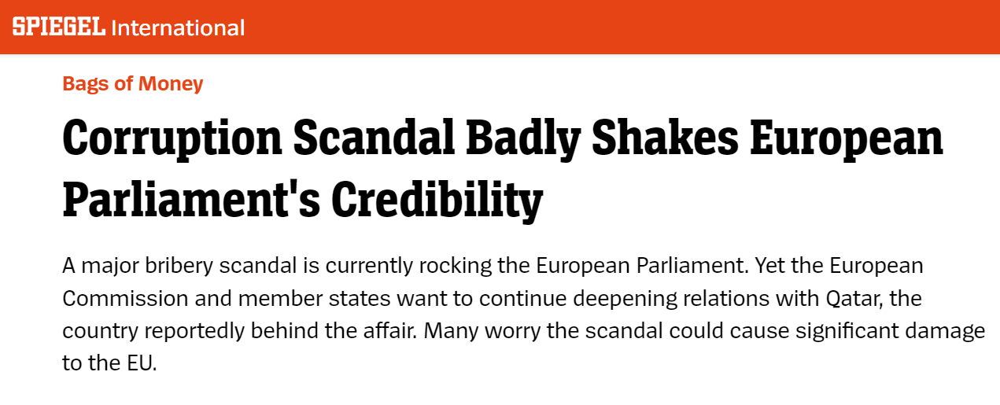 SPIEGEL International
Bags of Money
Corruption Scandal Badly Shakes European
Parliament's Credibility
A major bribery scandal is currently rocking the European Parliament. Yet the European
Commission and member states want to continue deepening relations with Qatar, the
country reportedly behind the affair. Many worry the scandal could cause significant damage
to the EU.